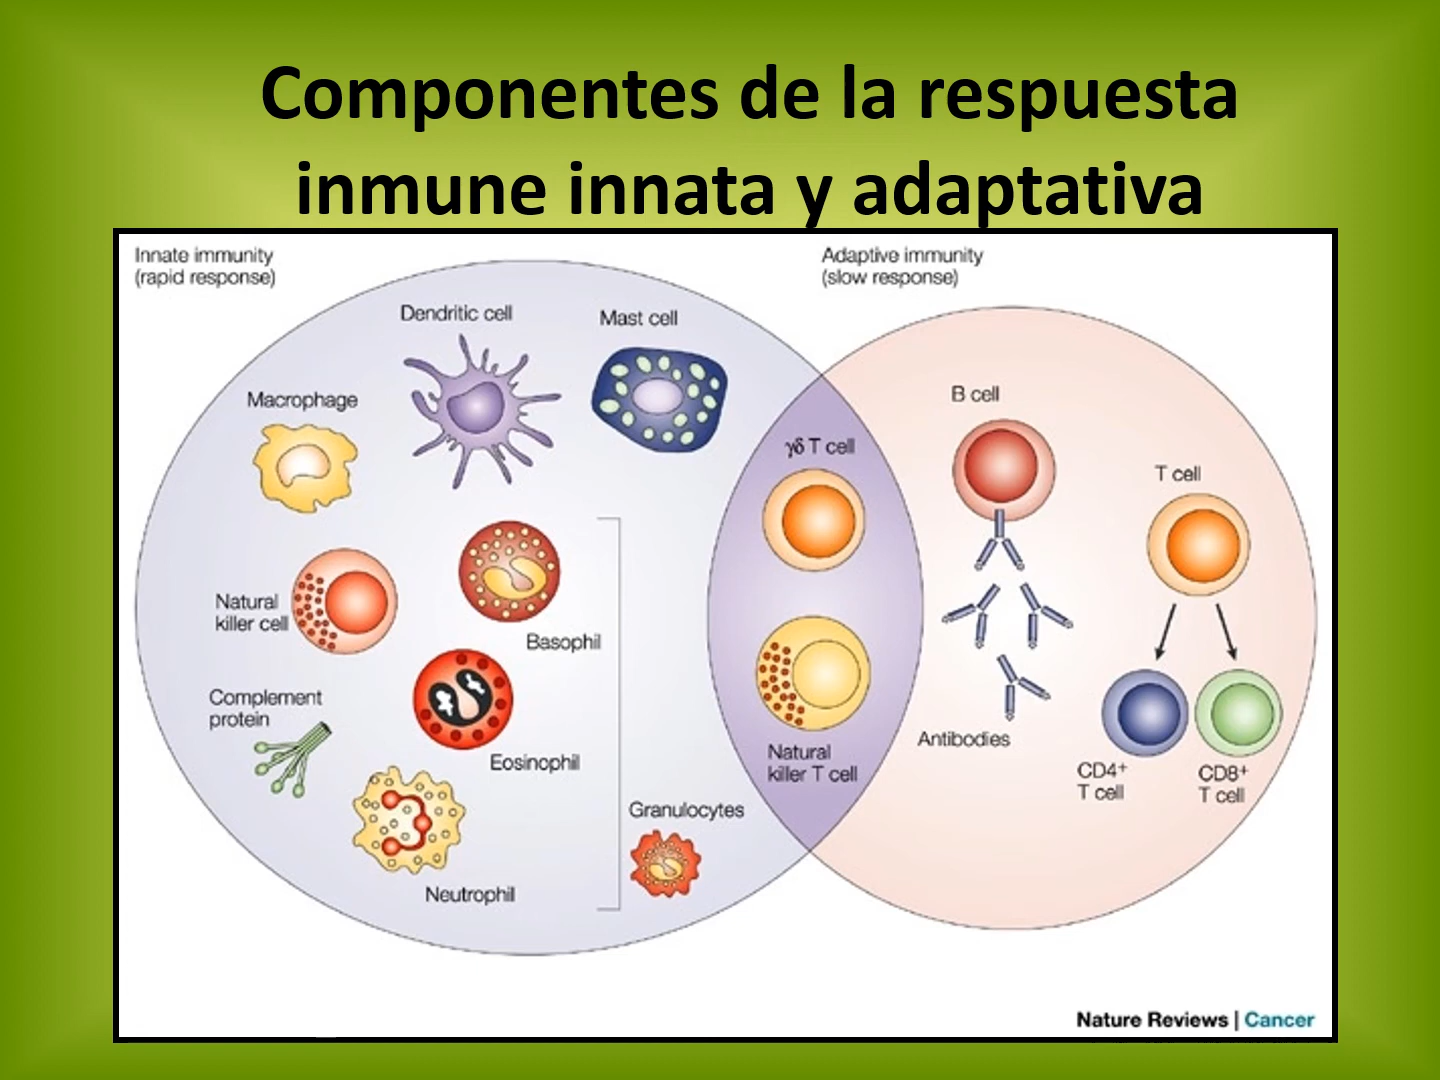 Componentes de la respuesta
inmune innata y adaptativa
Innate immunity
(rapid response)
Adaptive immunity
(slow response)
Dendritic cell
Mast cell
Macrophage
B cell
γδ T cell
T cell
Natural
killer cell
Basophil
Complement
protein
Eosinophil
Antibodies
Natural
killer T cell
CD4+
T cell
CD8+
T cell
Granulocytes
Neutrophil
Nature Reviews | Cancer